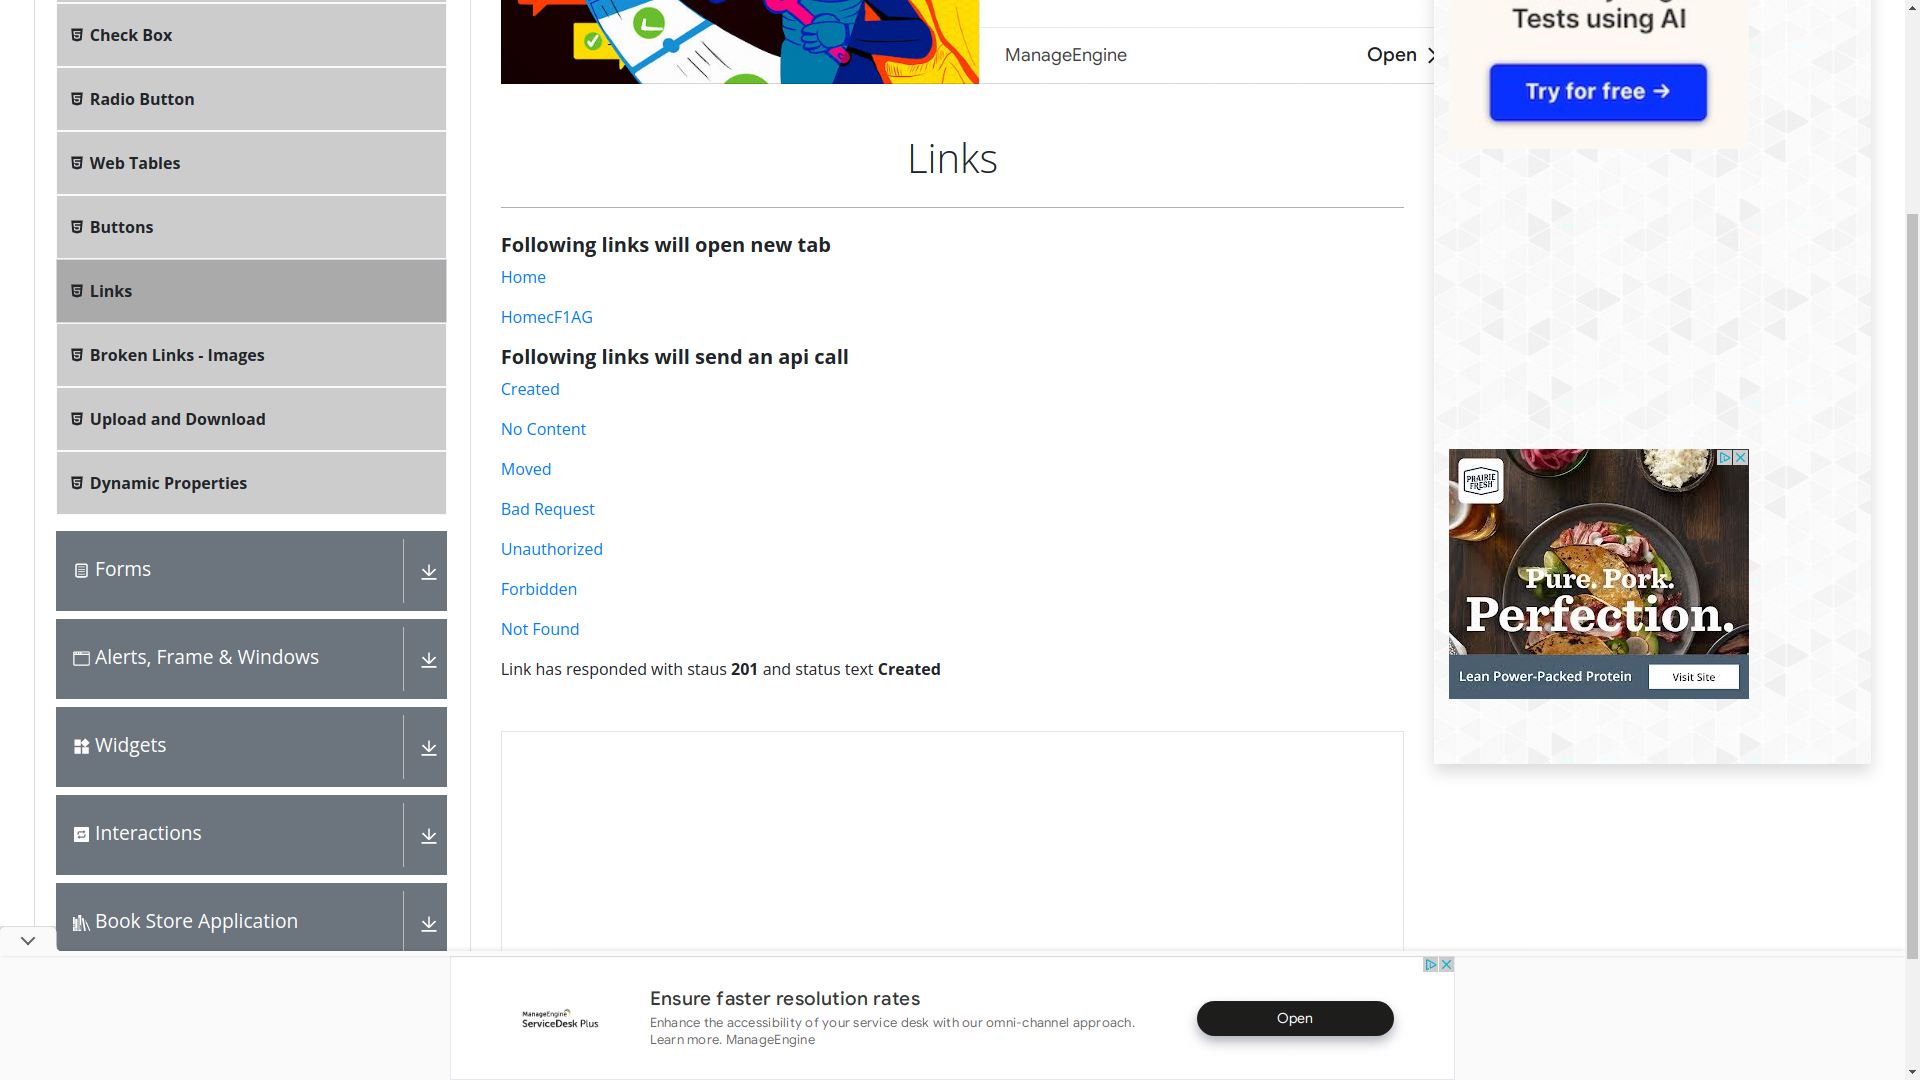 Check Box
Radio Button
Web Tables
Buttons
Links
Broken Links - Images
Upload and Download
Dynamic Properties
Forms
Alerts, Frame & Windows
Widgets
Interactions
Book Store Application
ManageEngine
Open
Links
Following links will open new tab
Home
HomecF1AG
Following links will send an api call
Created
No Content
Moved
Bad Request
Unauthorized
Forbidden
Not Found
Link has responded with staus 201 and status text Created
Tests using AI
Try for free →
PRAIRIE
FRESH
Pure. Pork.
Perfection.
Lean Power-Packed Protein
Visit Site
ManageEngine
ServiceDesk Plus
Ensure faster resolution rates
Enhance the accessibility of your service desk with our omni-channel approach.
Learn more. ManageEngine
Open